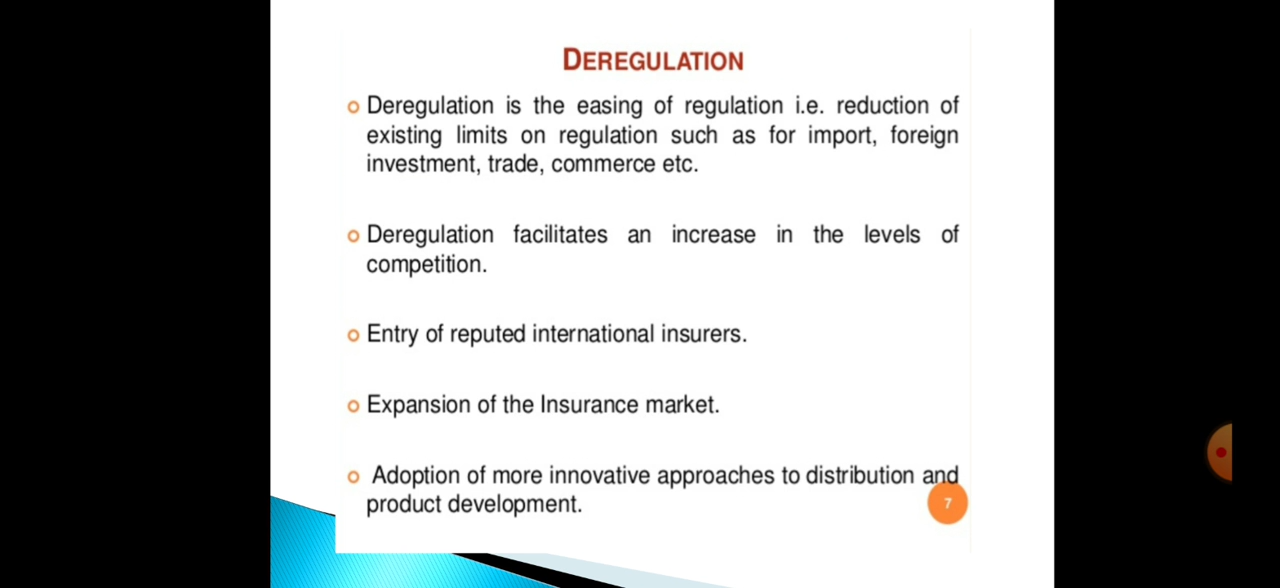 DEREGULATION
Deregulation is the easing of regulation i.e. reduction of
existing limits on regulation such as for import, foreign
investment, trade, commerce etc.
Deregulation facilitates an increase in the levels of
competition.
Entry of reputed international insurers.
Expansion of the Insurance market.
Adoption of more innovative approaches to distribution and
product development.
7